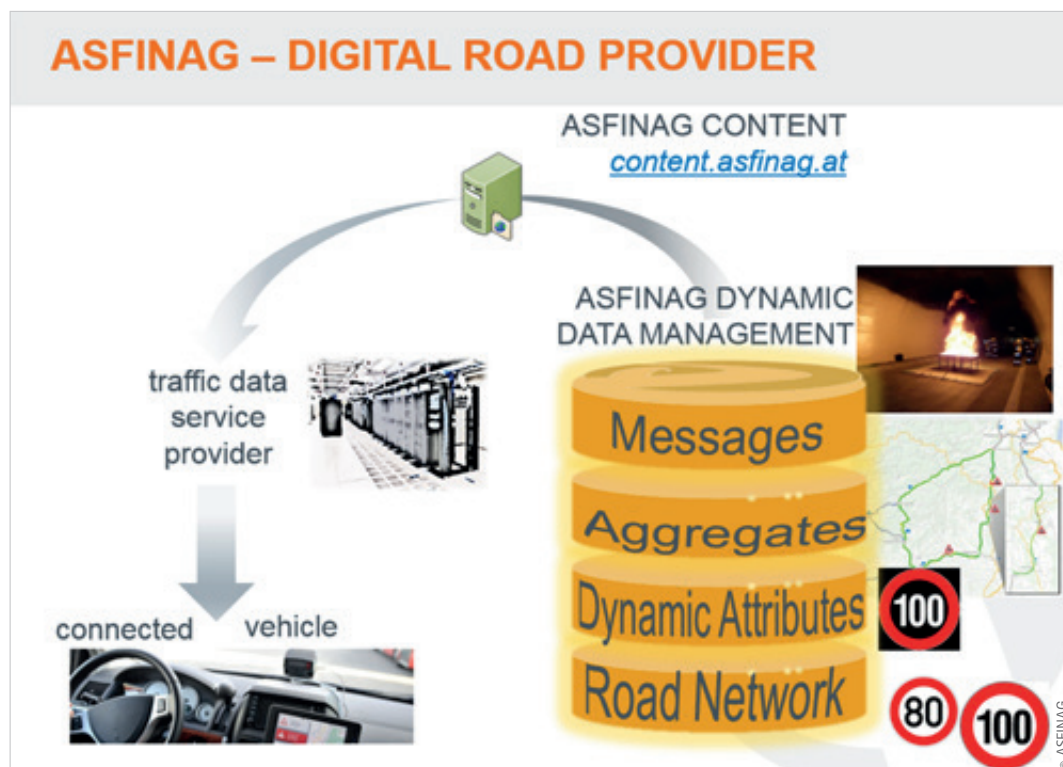 ASFINAG – DIGITAL ROAD PROVIDER
ASFINAG CONTENT
content.asfinag.at
ASFINAG DYNAMIC
DATA MANAGEMENT
traffic data
service
provider
Messages
Aggregates
Dynamic Attributes
Road Network
connected vehicle
100
80
100
© ASFINAG